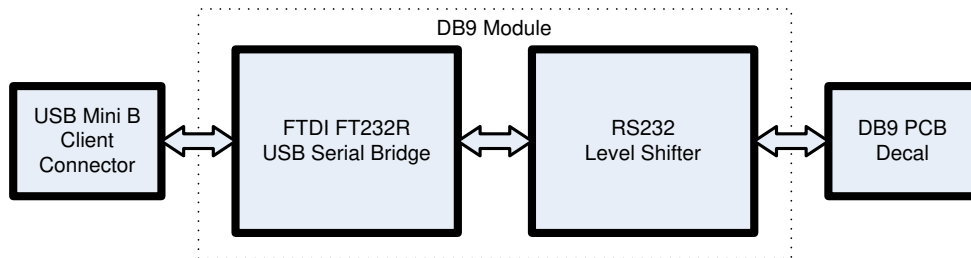 DB9 Module
USB Mini B
Client
Connector
FTDI FT232R
USB Serial Bridge
RS232
Level Shifter
DB9 PCB
Decal